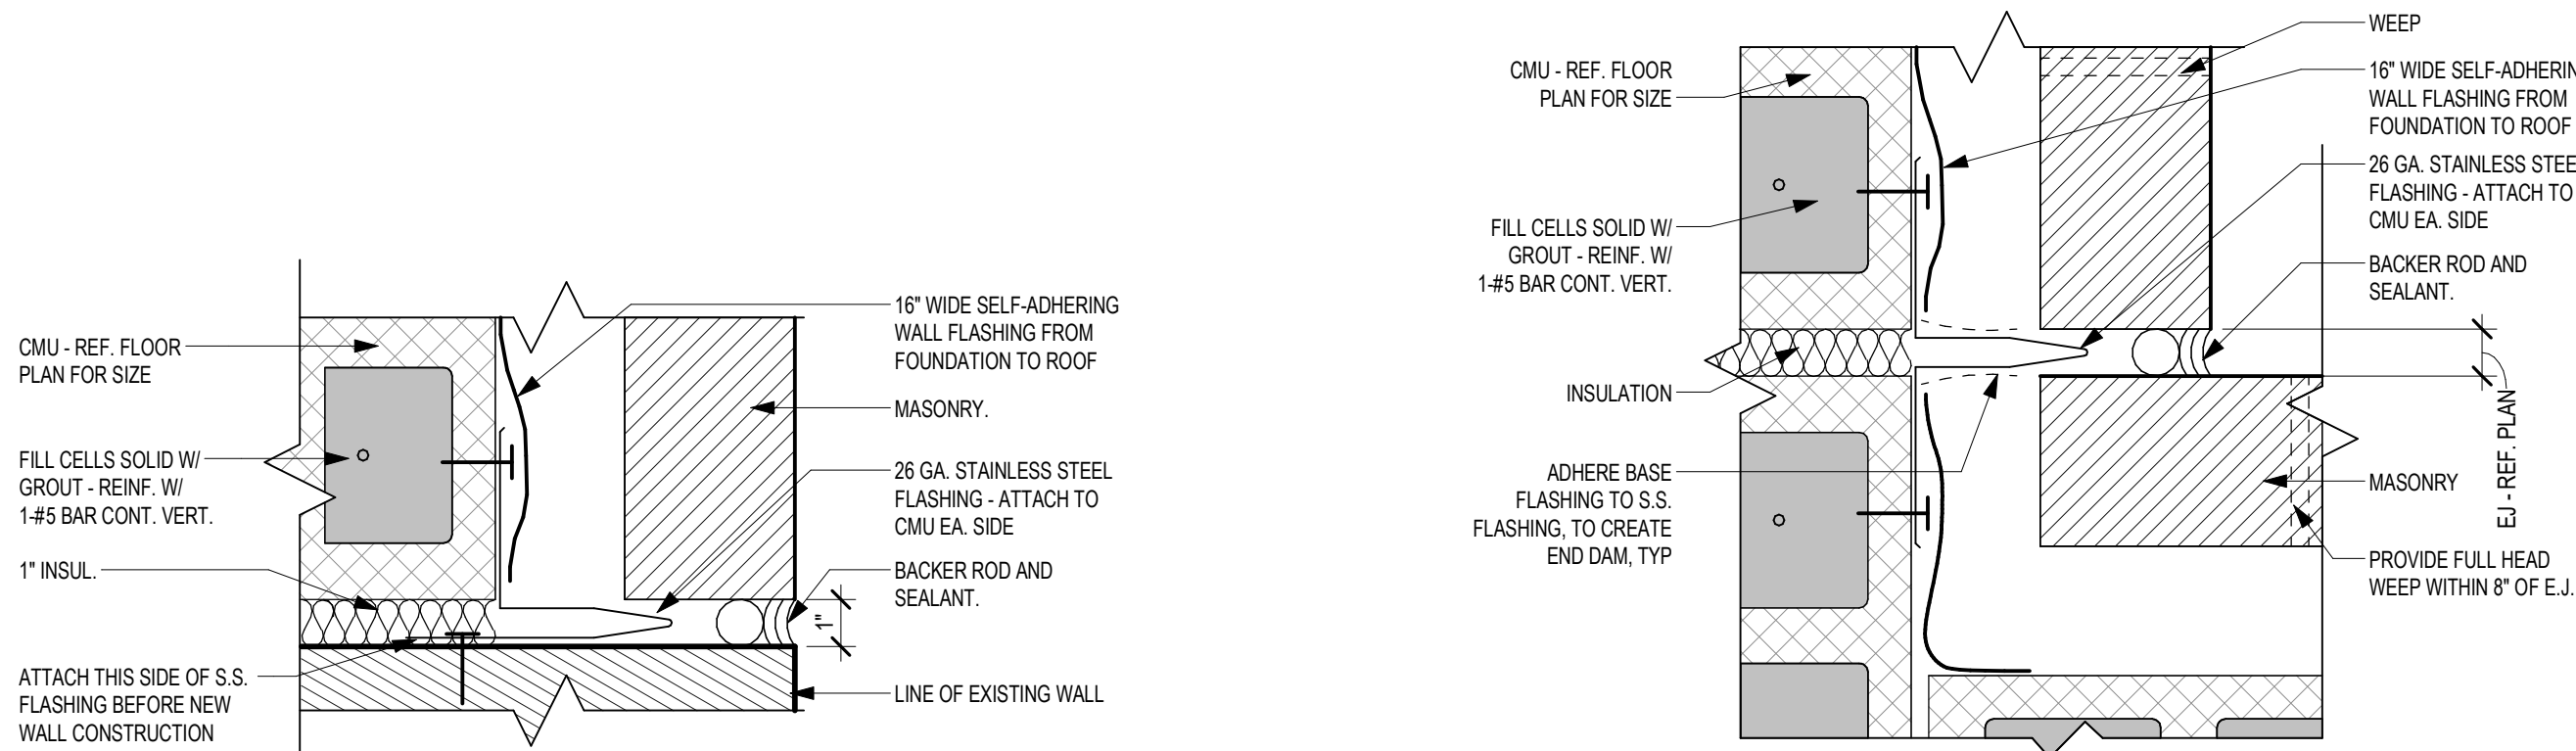 CMU - REF. FLOOR
PLAN FOR SIZE
FILL CELLS SOLID W/
GROUT - REINF. W/
1-#5 BAR CONT. VERT.
1" INSUL.
ATTACH THIS SIDE OF S.S.
FLASHING BEFORE NEW
WALL CONSTRUCTION
16" WIDE SELF-ADHERING
WALL FLASHING FROM
FOUNDATION TO ROOF
MASONRY.
26 GA. STAINLESS STEEL
FLASHING - ATTACH TO
CMU EA. SIDE
BACKER ROD AND
SEALANT.
1"
LINE OF EXISTING WALL
CMU - REF. FLOOR
PLAN FOR SIZE
FILL CELLS SOLID W/
GROUT - REINF. W/
1-#5 BAR CONT. VERT.
INSULATION
ADHERE BASE
FLASHING TO S.S.
FLASHING, TO CREATE
END DAM, TYP
WEEP
16" WIDE SELF-ADHERIN
WALL FLASHING FROM
FOUNDATION TO ROOF
26 GA. STAINLESS STEE
FLASHING - ATTACH TO
CMU EA. SIDE
BACKER ROD AND
SEALANT.
EJ - REF. PLAN
MASONRY
PROVIDE FULL HEAD
WEEP WITHIN 8" OF E.J.